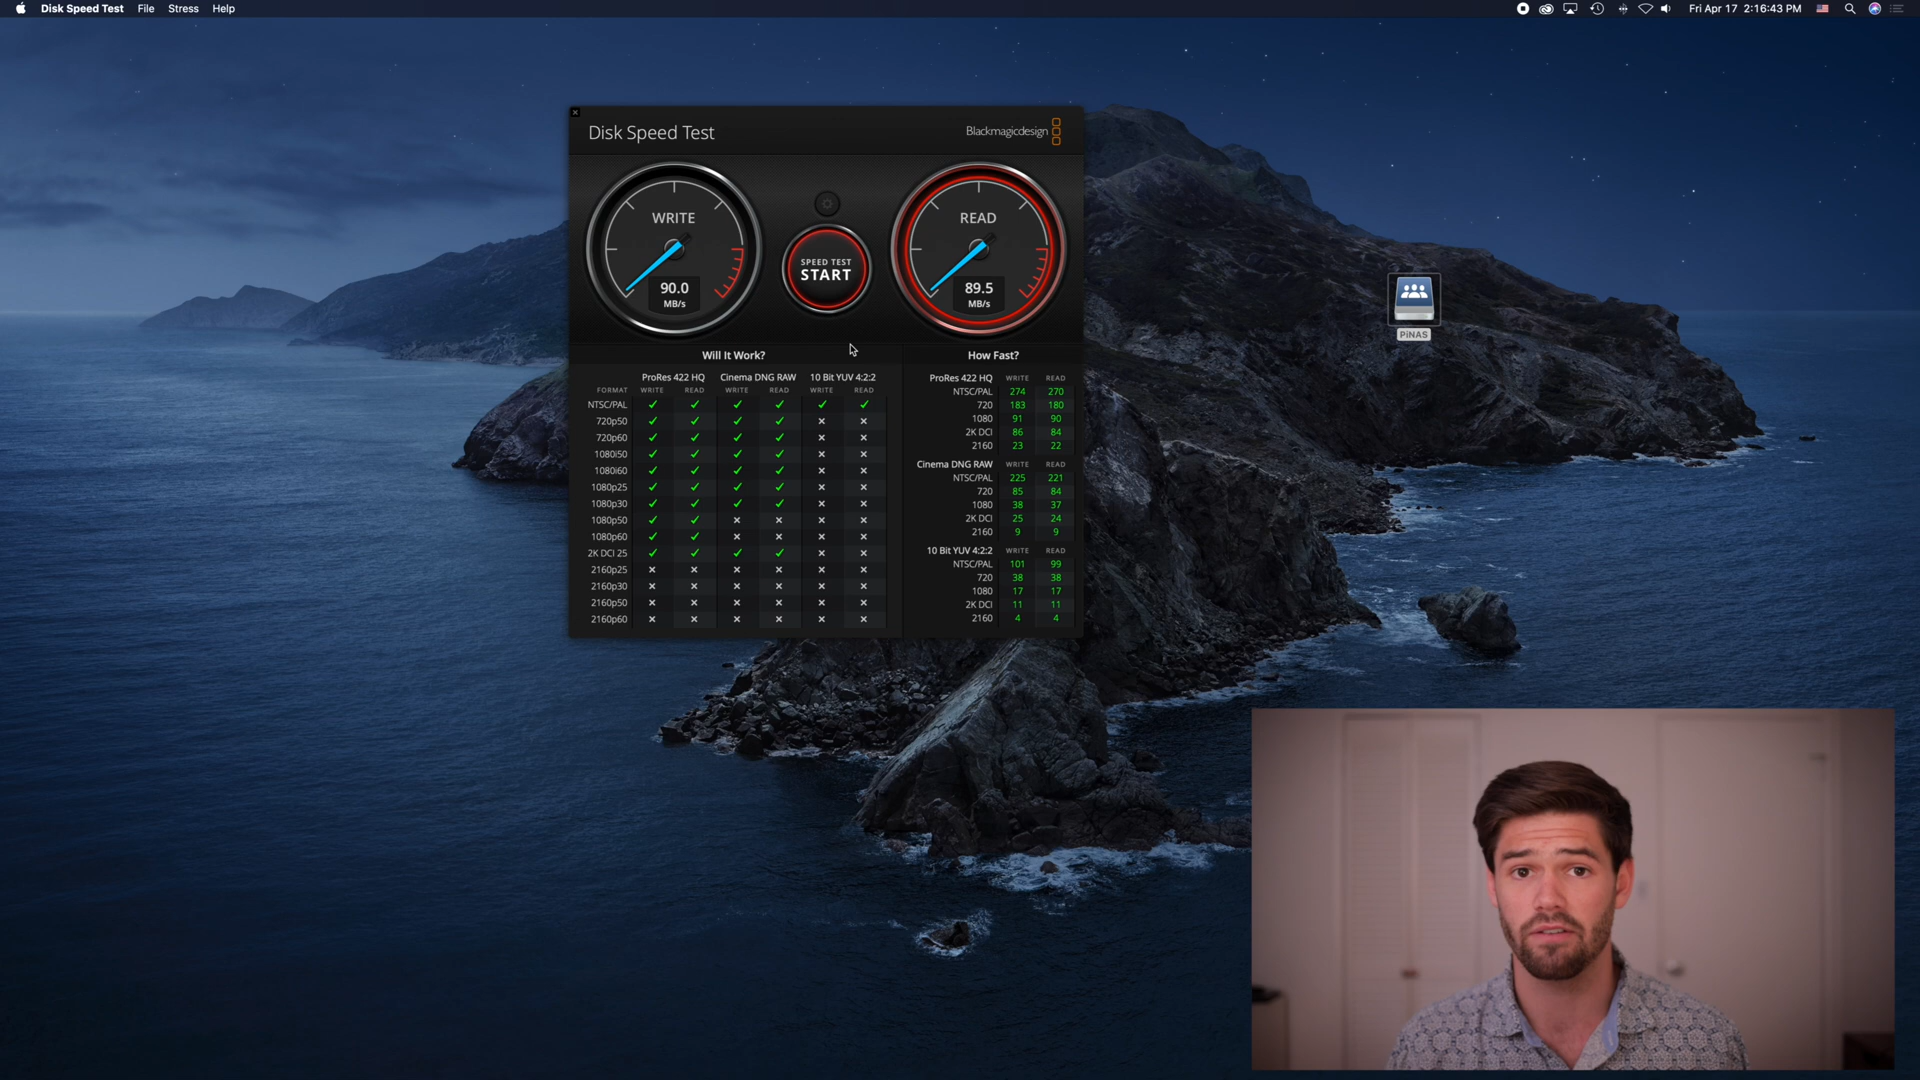 Disk Speed Test File Stress Help Fri Apr 17 2:16:43 PM
Disk Speed Test Blackmagicdesign
WRITE
90.0
MB/s
SPEED TEST
START
READ
89.5
MB/s
PiNAS
Will It Work?
ProRes 422 HQ Cinema DNG RAW 10 Bit YUV 4:2:2
FORMAT WRITE READ WRITE READ WRITE READ
NTSC/PAL ✓ ✓ ✓ ✓ ✓ ✓
720p50 ✓ ✓ ✓ ✓ × ×
720p60 ✓ ✓ ✓ ✓ × ×
1080i50 ✓ ✓ ✓ ✓ × ×
1080i60 ✓ ✓ ✓ ✓ × ×
1080p25 ✓ ✓ ✓ ✓ × ×
1080p30 ✓ ✓ ✓ ✓ × ×
1080p50 ✓ ✓ × × × ×
1080p60 ✓ ✓ × × × ×
2K DCI 25 ✓ ✓ ✓ ✓ × ×
2160p25 × × × × × ×
2160p30 × × × × × ×
2160p50 × × × × × ×
2160p60 × × × × × ×
How Fast?
ProRes 422 HQ WRITE READ
NTSC/PAL 274 270
720 183 180
1080 91 90
2K DCI 86 84
2160 23 22
Cinema DNG RAW WRITE READ
NTSC/PAL 225 221
720 85 84
1080 38 37
2K DCI 25 24
2160 9 9
10 Bit YUV 4:2:2 WRITE READ
NTSC/PAL 101 99
720 38 38
1080 17 17
2K DCI 11 11
2160 4 4